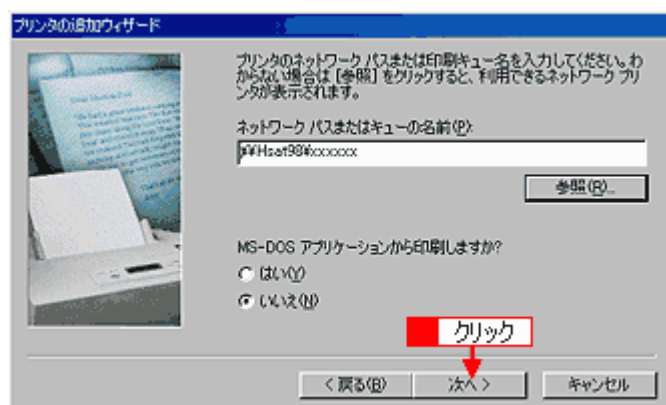 プリンタの追加ウィザード
プリンタのネットワーク パスまたは印刷キュー名を入力してください。わ
からない場合は [参照] をクリックすると、利用できるネットワーク プリ
ンタが表示されます。
ネットワーク パスまたはキューの名前(P):
¥¥Hsat98¥xxxxxx
参照(R)...
MS-DOS アプリケーションから印刷しますか?
はい(Y)
いいえ(N)
クリック
< 戻る(B)
次へ >
キャンセル